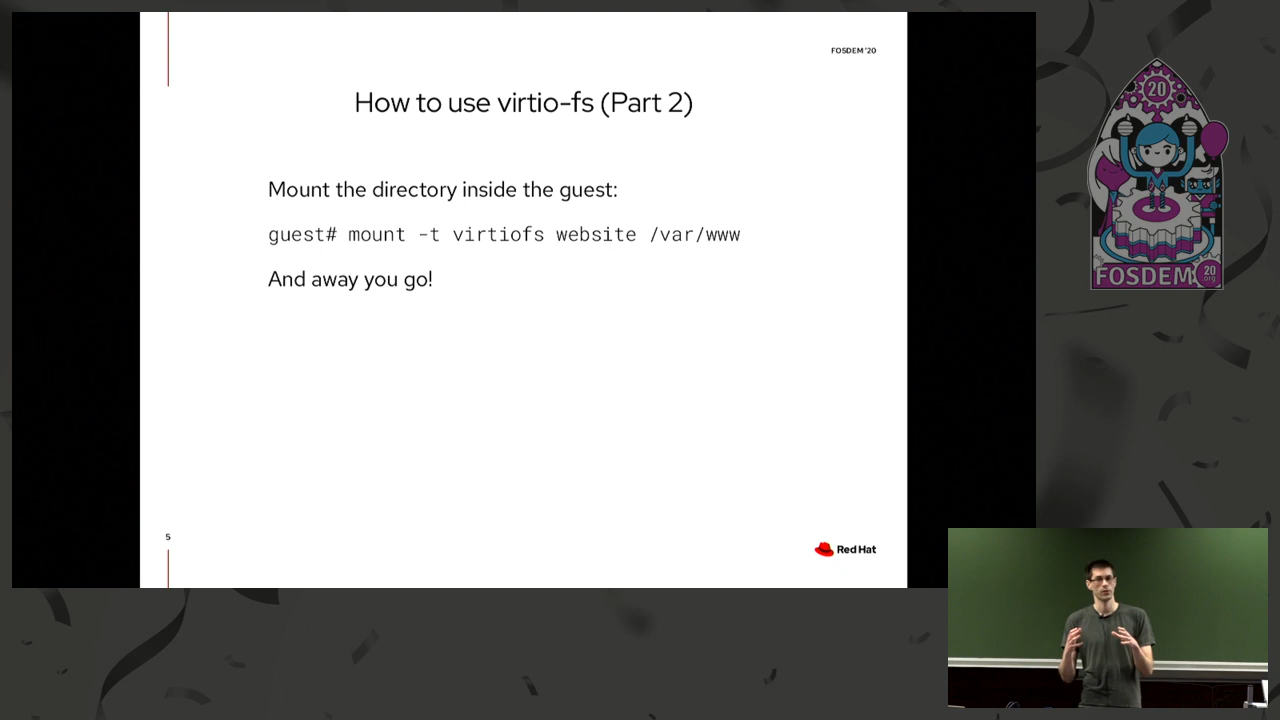 FOSDEM '20
How to use virtio-fs (Part 2)
Mount the directory inside the guest:
guest# mount -t virtiofs website /var/www
And away you go!
5
Red Hat
20
FOSDEM
20
org